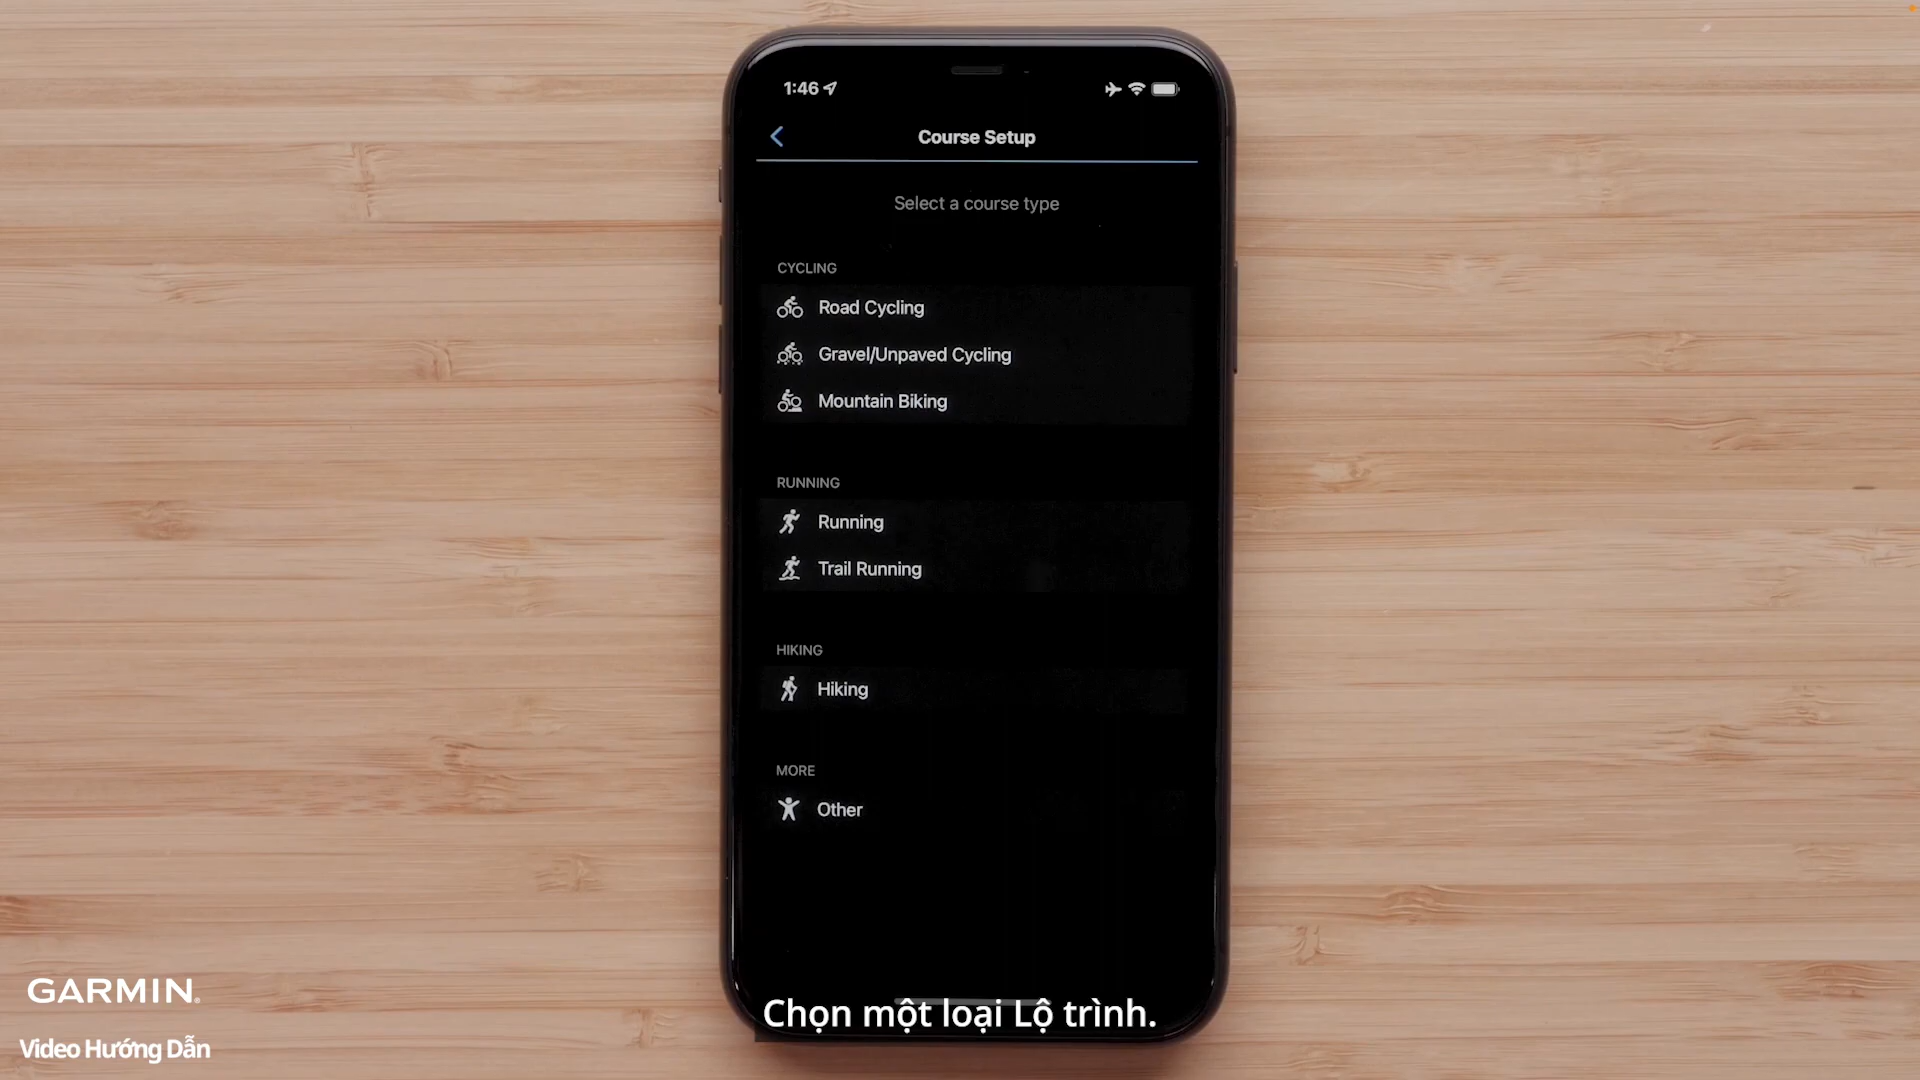 1:46
Course Setup
Select a course type
CYCLING
Road Cycling
Gravel/Unpaved Cycling
Mountain Biking
RUNNING
Running
Trail Running
HIKING
Hiking
MORE
Other
Chọn một loại Lộ trình.
GARMIN
Video Hướng Dẫn